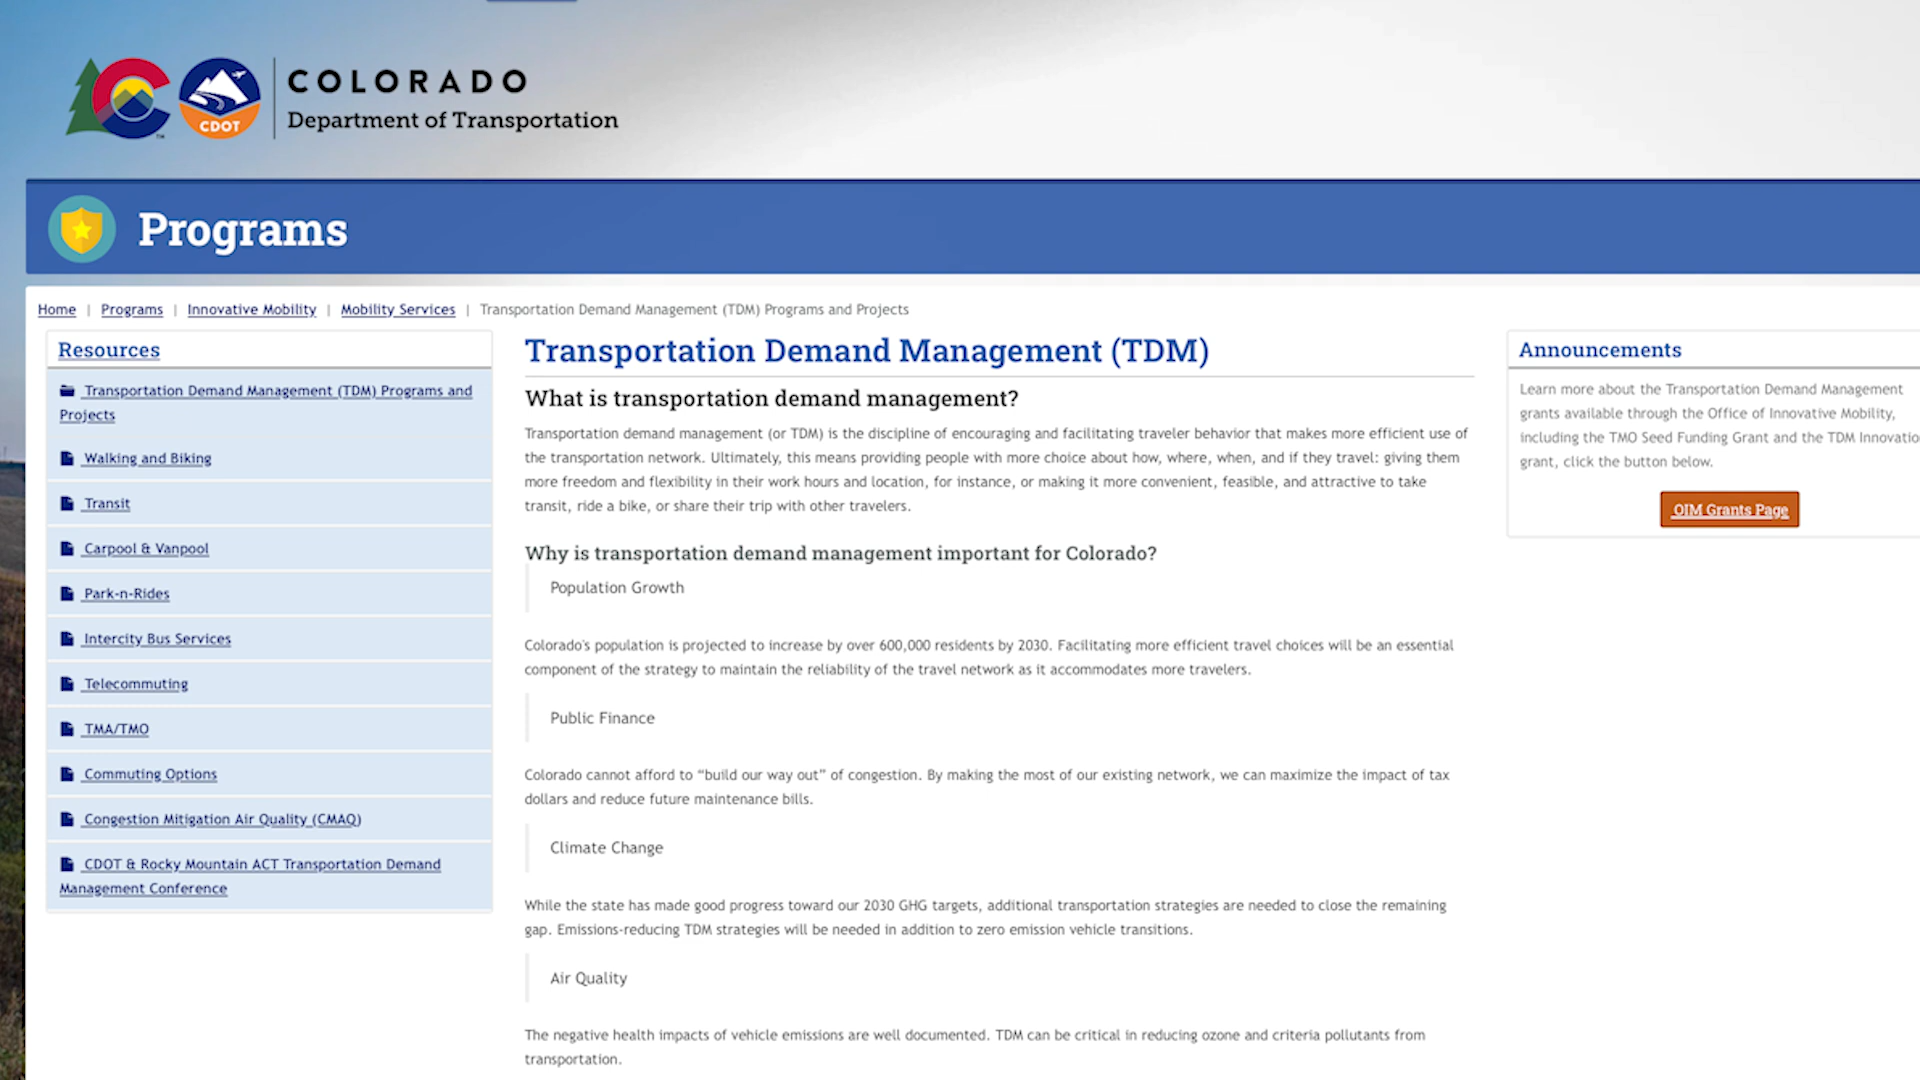 COLORADO
Department of Transportation
CDOT
TM
Programs
Home | Programs | Innovative Mobility | Mobility Services | Transportation Demand Management (TDM) Programs and Projects
Resources
Transportation Demand Management (TDM) Programs and
Projects
Walking and Biking
Transit
Carpool & Vanpool
Park-n-Rides
Intercity Bus Services
Telecommuting
TMA/TMO
Commuting Options
Congestion Mitigation Air Quality (CMAQ)
CDOT & Rocky Mountain ACT Transportation Demand
Management Conference
Transportation Demand Management (TDM)
What is transportation demand management?
Transportation demand management (or TDM) is the discipline of encouraging and facilitating traveler behavior that makes more efficient use of
the transportation network. Ultimately, this means providing people with more choice about how, where, when, and if they travel: giving them
more freedom and flexibility in their work hours and location, for instance, or making it more convenient, feasible, and attractive to take
transit, ride a bike, or share their trip with other travelers.
Why is transportation demand management important for Colorado?
Population Growth
Colorado's population is projected to increase by over 600,000 residents by 2030. Facilitating more efficient travel choices will be an essential
component of the strategy to maintain the reliability of the travel network as it accommodates more travelers.
Public Finance
Colorado cannot afford to “build our way out” of congestion. By making the most of our existing network, we can maximize the impact of tax
dollars and reduce future maintenance bills.
Climate Change
While the state has made good progress toward our 2030 GHG targets, additional transportation strategies are needed to close the remaining
gap. Emissions-reducing TDM strategies will be needed in addition to zero emission vehicle transitions.
Air Quality
The negative health impacts of vehicle emissions are well documented. TDM can be critical in reducing ozone and criteria pollutants from
transportation.
Announcements
Learn more about the Transportation Demand Management
grants available through the Office of Innovative Mobility,
including the TMO Seed Funding Grant and the TDM Innovatio
grant, click the button below.
OIM Grants Page